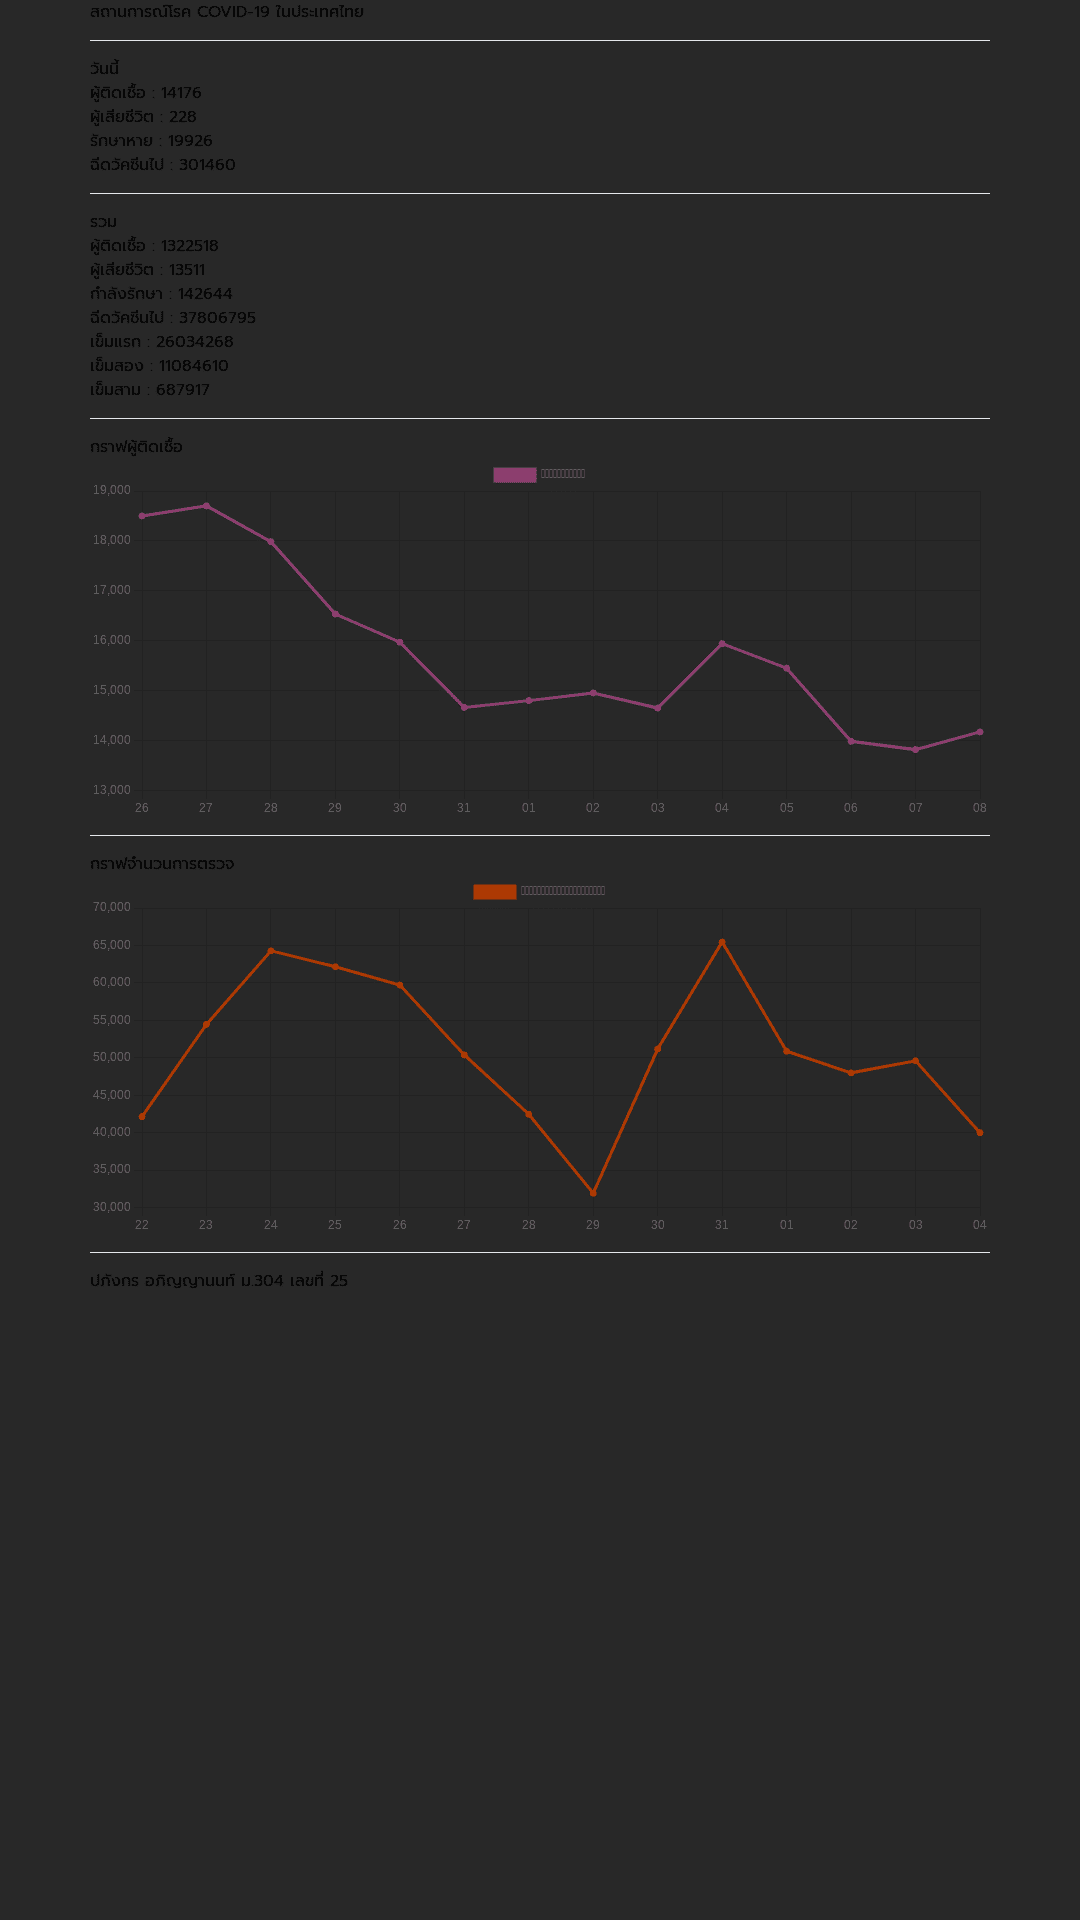 สถานการณ์โรค COVID-19 ในประเทศไทย
วันนี้
ผู้ติดเชื้อ : 14176
ผู้เสียชีวิต : 228
รักษาหาย : 19926
ฉีดวัคซีนไป : 301460
รวม
ผู้ติดเชื้อ : 1322518
ผู้เสียชีวิต : 13511
กำลังรักษา : 142644
ฉีดวัคซีนไป : 37806795
เข็มแรก : 26034268
เข็มสอง : 11084610
เข็มสาม : 687917
กราฟผู้ติดเชื้อ
19,000
18,000
17,000
16,000
15,000
14,000
13,000
26 27 28 29 30 31 01 02 03 04 05 06 07 08
กราฟจำนวนการตรวจ
70,000
65,000
60,000
55,000
50,000
45,000
40,000
35,000
30,000
22 23 24 25 26 27 28 29 30 31 01 02 03 04
ปภังกร อภิญญานนท์ ม.304 เลขที่ 25